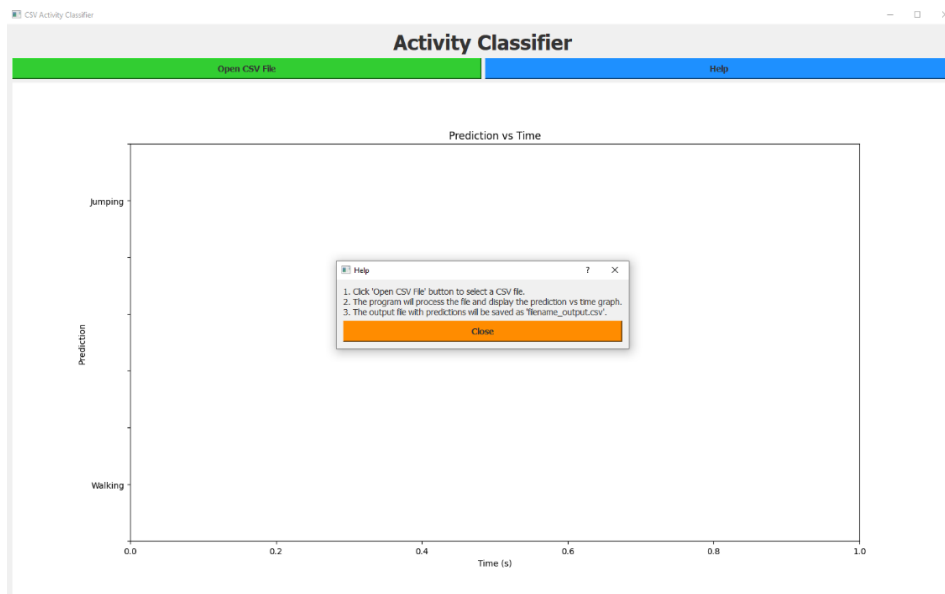 CSV Activity Classifier
Activity Classifier
Open CSV File
Help
Prediction vs Time
Jumping
Help
1. Click 'Open CSV File' button to select a CSV file.
2. The program will process the file and display the prediction vs time graph.
3. The output file with predictions will be saved as 'filename_output.csv'.
Close
Prediction
Walking
0.0 0.2 0.4 0.6 0.8 1.0
Time (s)